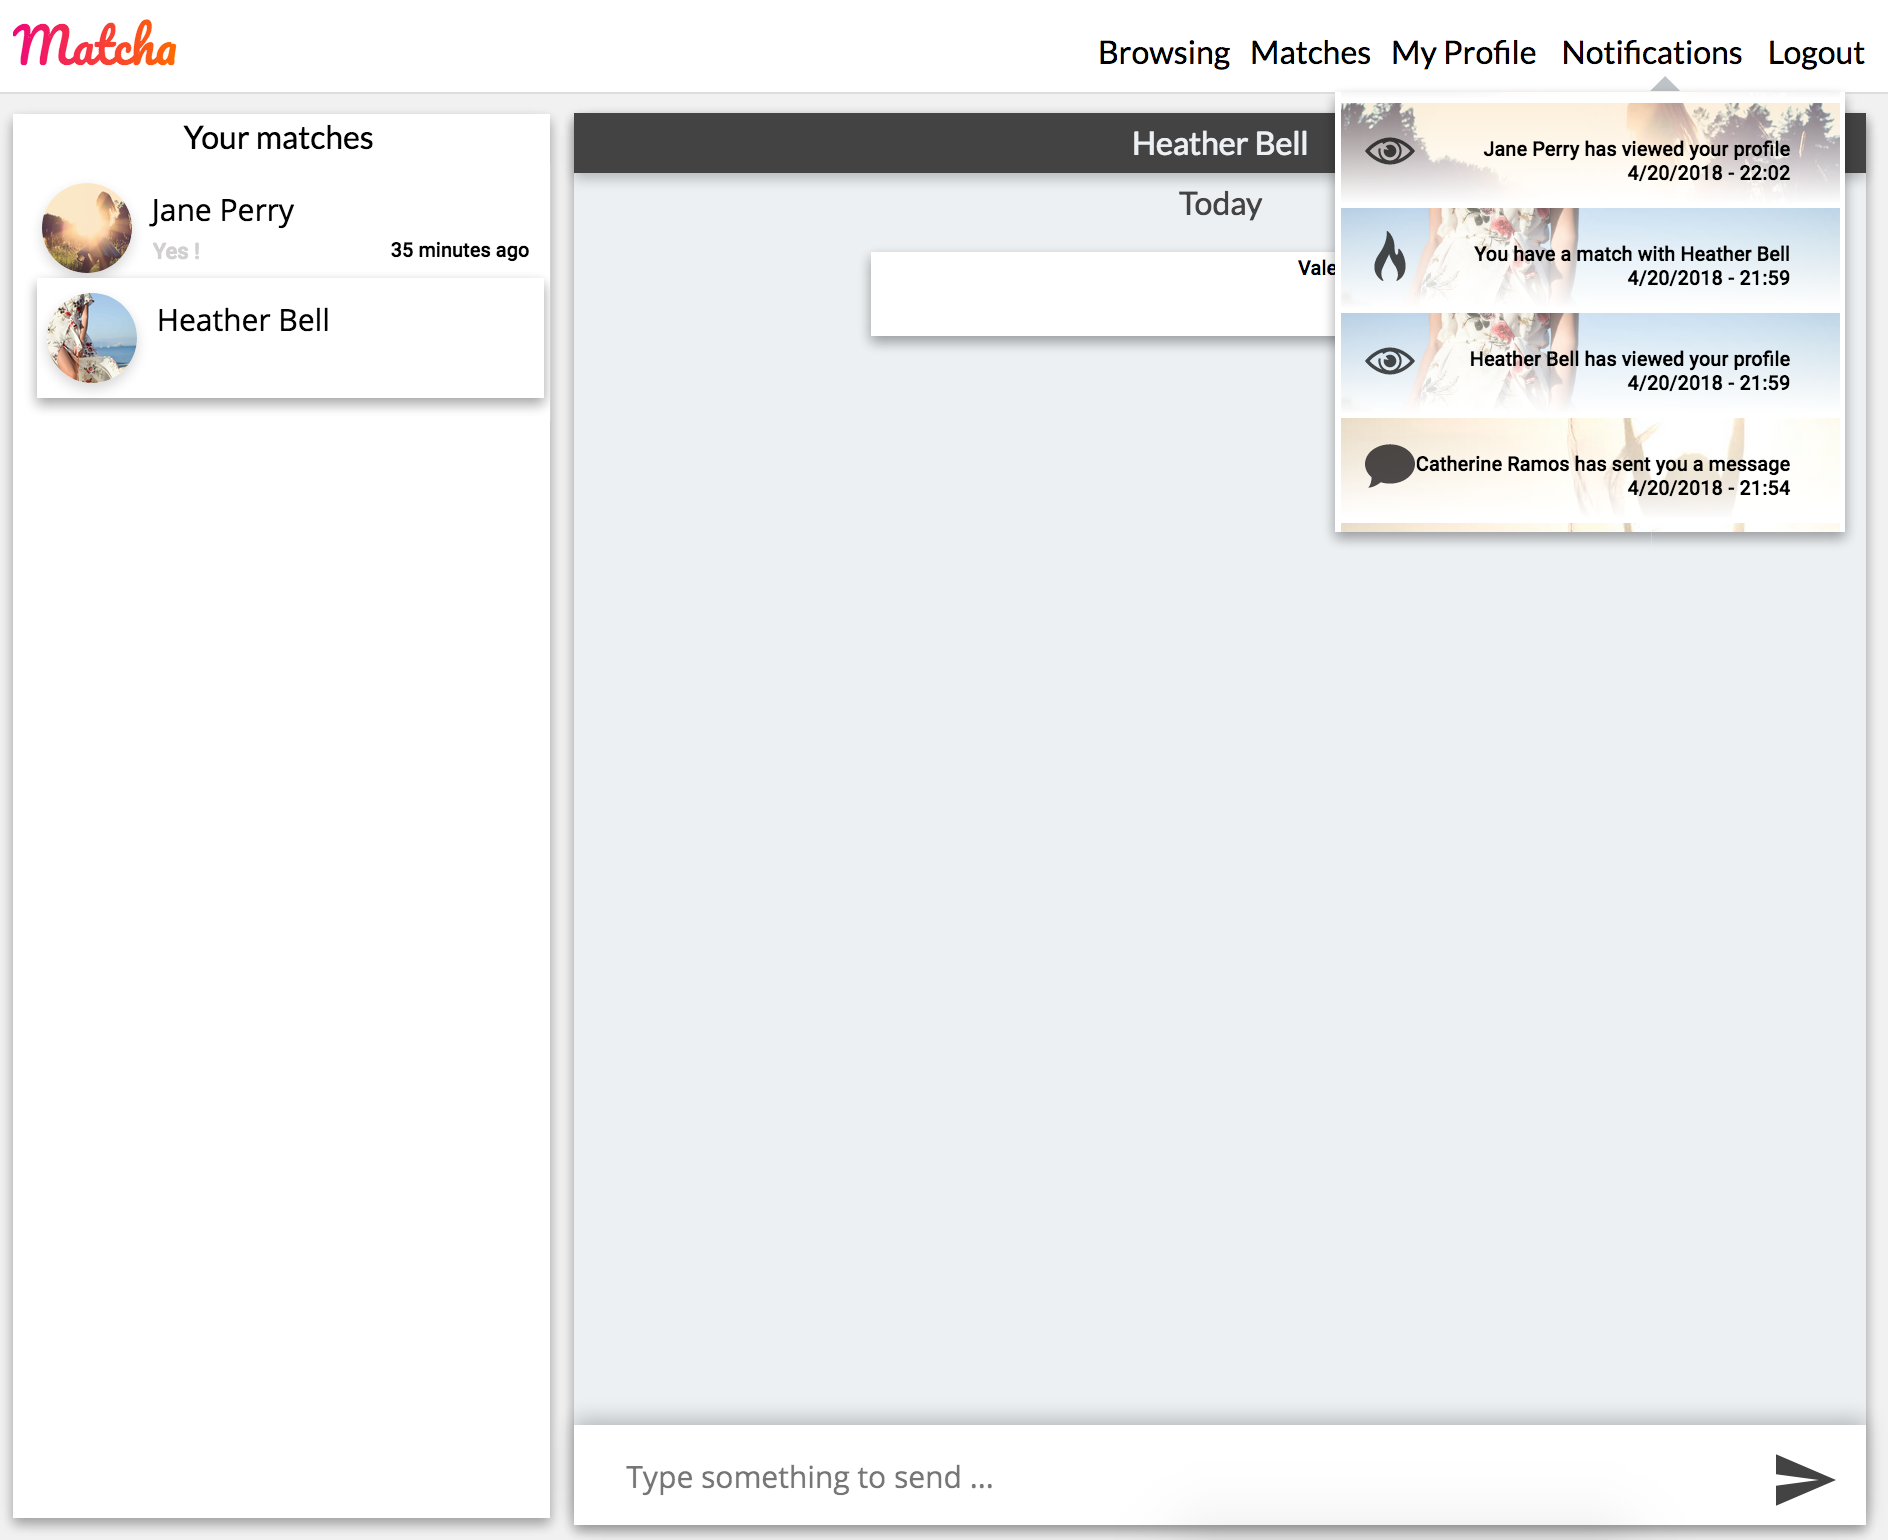 Matcha
Browsing Matches My Profile Notifications Logout
Your matches
Jane Perry
Yes !
35 minutes ago
Heather Bell
Heather Bell
Today
Vale
Jane Perry has viewed your profile
4/20/2018 - 22:02
You have a match with Heather Bell
4/20/2018 - 21:59
Heather Bell has viewed your profile
4/20/2018 - 21:59
Catherine Ramos has sent you a message
4/20/2018 - 21:54
Type something to send ...